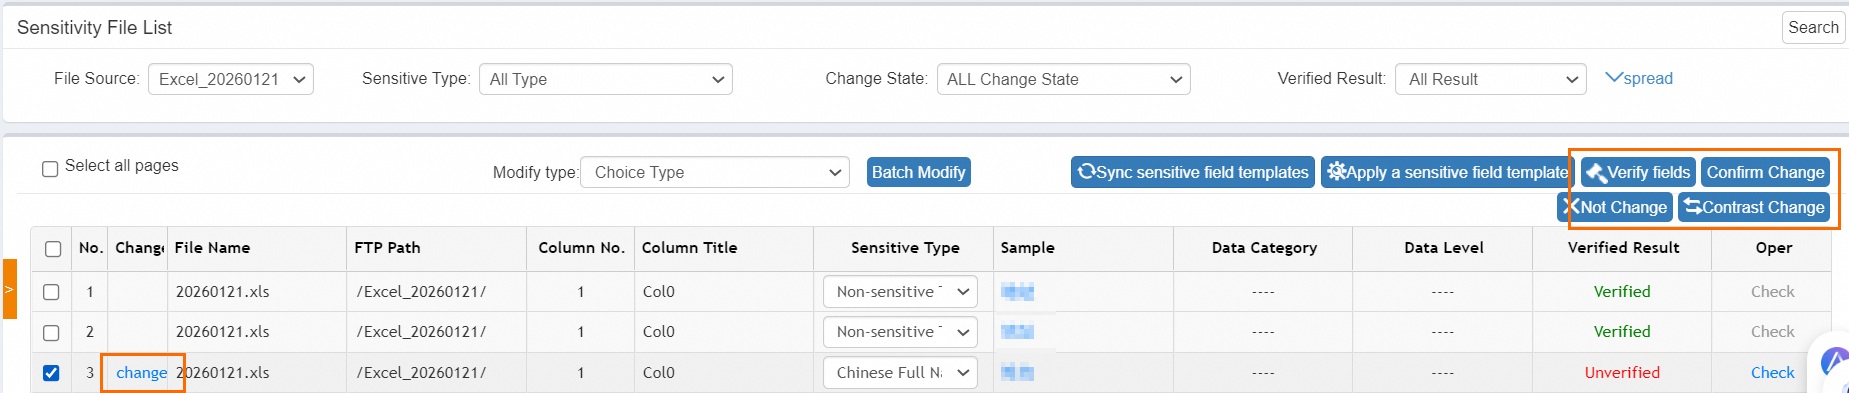 Sensitivity File List Search
File Source: Excel_20260121 Sensitive Type: All Type Change State: ALL Change State Verified Result: All Result spread
Select all pages Modify type: Choice Type Batch Modify Sync sensitive field templates Apply a sensitive field template Verify fields Confirm Change
Not Change Contrast Change
No. Change File Name FTP Path Column No. Column Title Sensitive Type Sample Data Category Data Level Verified Result Oper
>
1 20260121.xls /Excel_20260121/ 1 Col0 Non-sensitive ---- ---- Verified Check
2 20260121.xls /Excel_20260121/ 1 Col0 Non-sensitive ---- ---- Verified Check
3 change 20260121.xls /Excel_20260121/ 1 Col0 Chinese Full ---- ---- Unverified Check